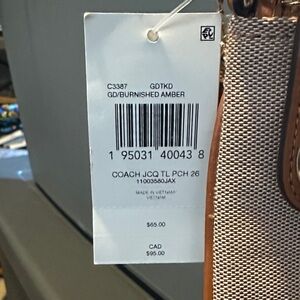 C3387 GDTKD
GD/BURNISHED AMBER
1 95031 40043 8
COACH JCQ TL PCH 26
11003580JAX
MADE IN VIETNAM
VIETNAM
$65.00
CAD
$95.00